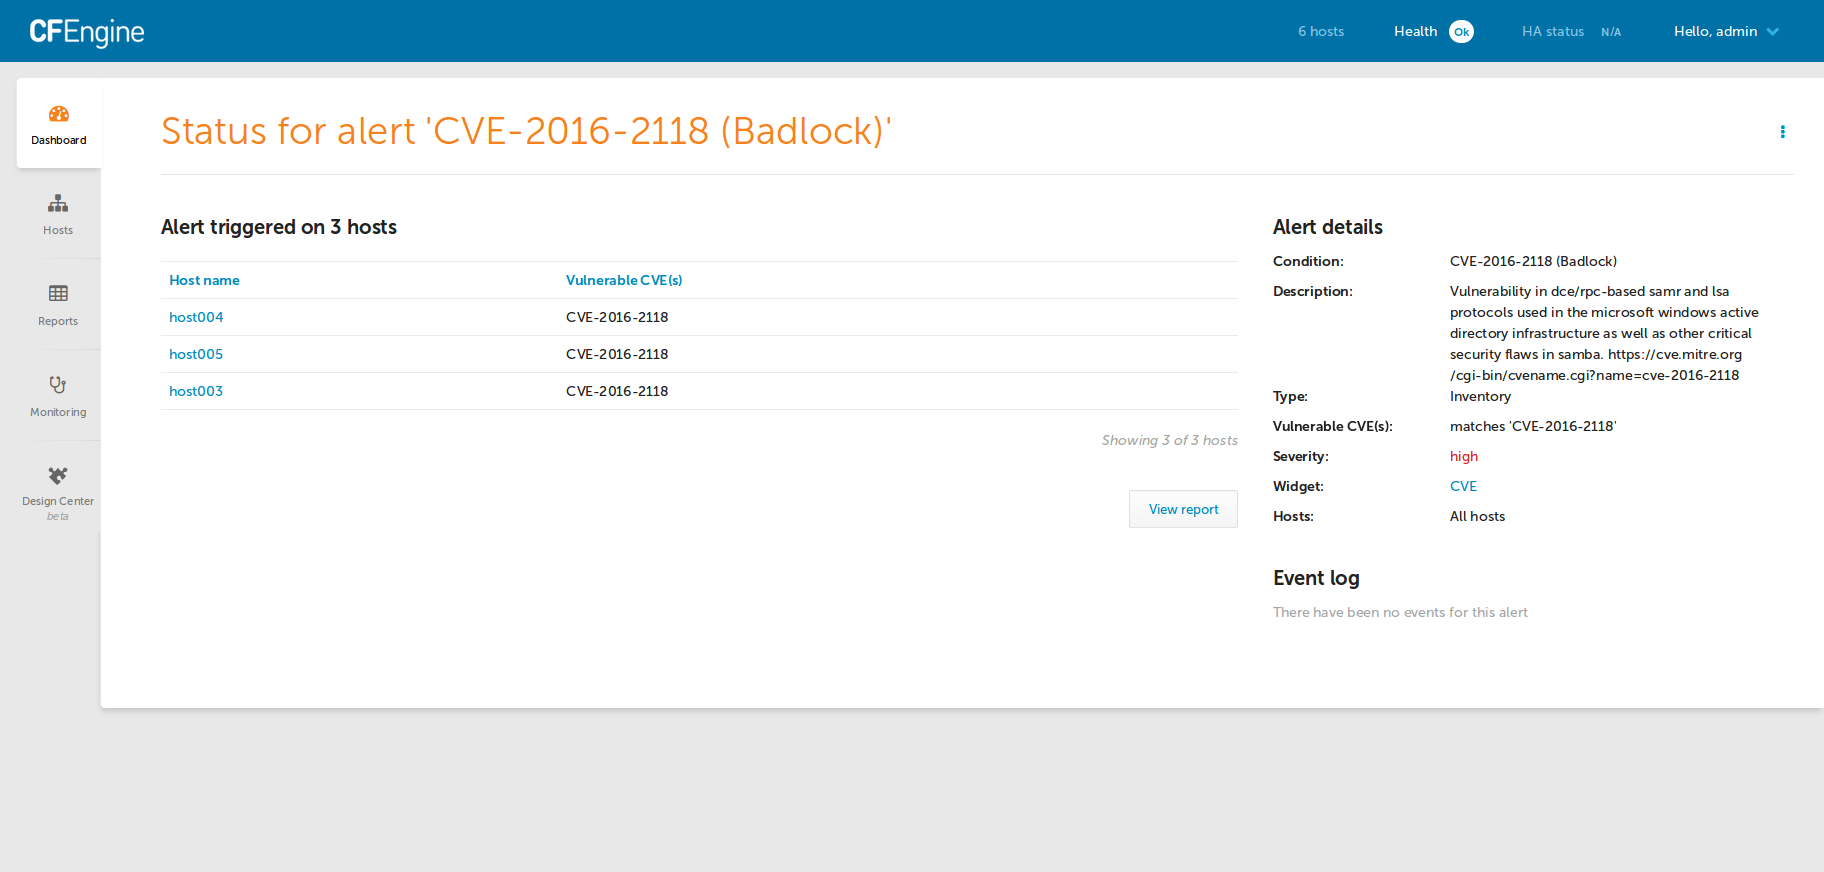 CFEngine
6 hosts
Health Ok
HA status N/A
Hello, admin
Dashboard
Hosts
Reports
Monitoring
Design Center
beta
Status for alert 'CVE-2016-2118 (Badlock)'
Alert triggered on 3 hosts
Host name Vulnerable CVE(s)
host004 CVE-2016-2118
host005 CVE-2016-2118
host003 CVE-2016-2118
Showing 3 of 3 hosts
View report
Alert details
Condition: CVE-2016-2118 (Badlock)
Description: Vulnerability in dce/rpc-based samr and lsa
protocols used in the microsoft windows active
directory infrastructure as well as other critical
security flaws in samba. https://cve.mitre.org
/cgi-bin/cvename.cgi?name=cve-2016-2118
Type: Inventory
Vulnerable CVE(s): matches 'CVE-2016-2118'
Severity: high
Widget: CVE
Hosts: All hosts
Event log
There have been no events for this alert